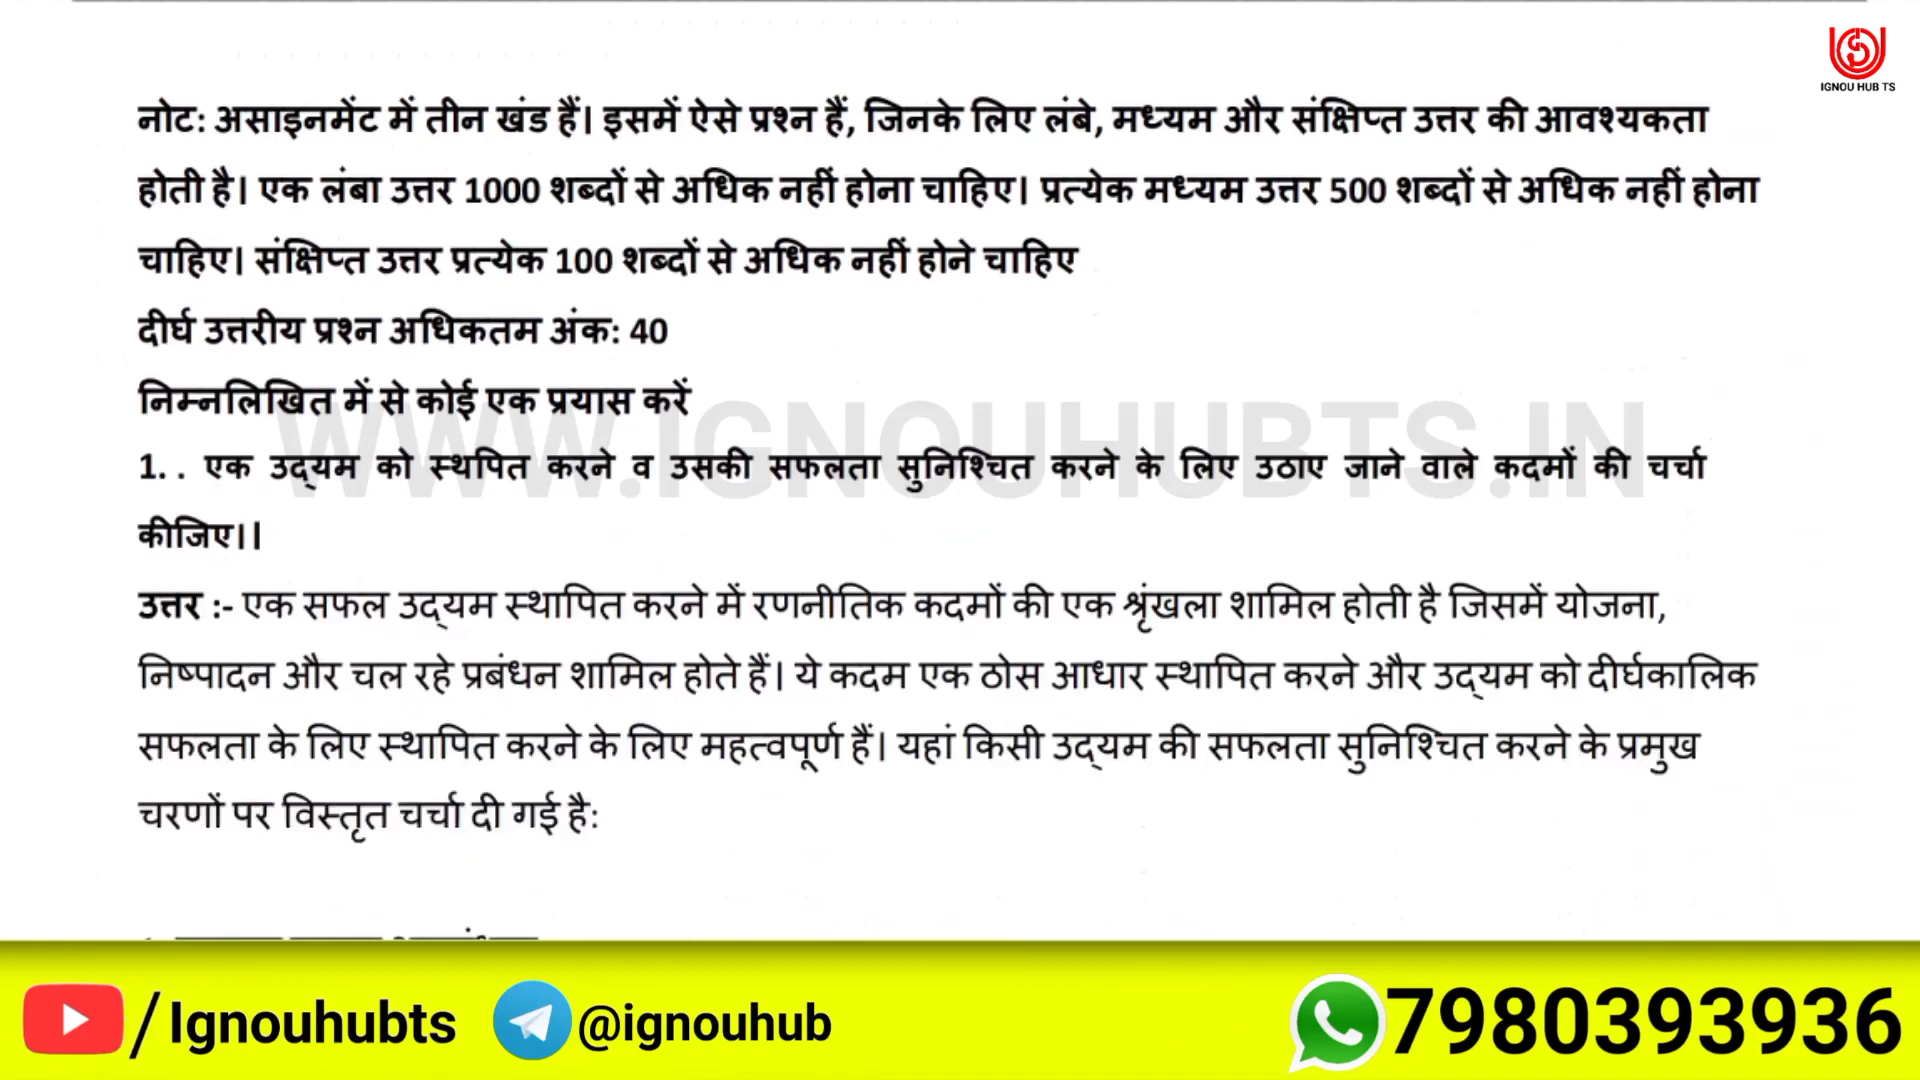 IGNOU HUB TS
नोट: असाइनमेंट में तीन खंड हैं। इसमें ऐसे प्रश्न हैं, जिनके लिए लंबे, मध्यम और संक्षिप्त उत्तर की आवश्यकता
होती है। एक लंबा उत्तर 1000 शब्दों से अधिक नहीं होना चाहिए। प्रत्येक मध्यम उत्तर 500 शब्दों से अधिक नहीं होना
चाहिए। संक्षिप्त उत्तर प्रत्येक 100 शब्दों से अधिक नहीं होने चाहिए
दीर्घ उत्तरीय प्रश्न अधिकतम अंक: 40
निम्नलिखित में से कोई एक प्रयास करें
WWW.IGNOUHUBTS.IN
1. . एक उद्यम को स्थपित करने व उसकी सफलता सुनिश्चित करने के लिए उठाए जाने वाले कदमों की चर्चा
कीजिए।।
उत्तर :- एक सफल उद्यम स्थापित करने में रणनीतिक कदमों की एक श्रृंखला शामिल होती है जिसमें योजना,
निष्पादन और चल रहे प्रबंधन शामिल होते हैं। ये कदम एक ठोस आधार स्थापित करने और उद्यम को दीर्घकालिक
सफलता के लिए स्थापित करने के लिए महत्वपूर्ण हैं। यहां किसी उद्यम की सफलता सुनिश्चित करने के प्रमुख
चरणों पर विस्तृत चर्चा दी गई है:
/Ignouhubts @ignouhub 7980393936